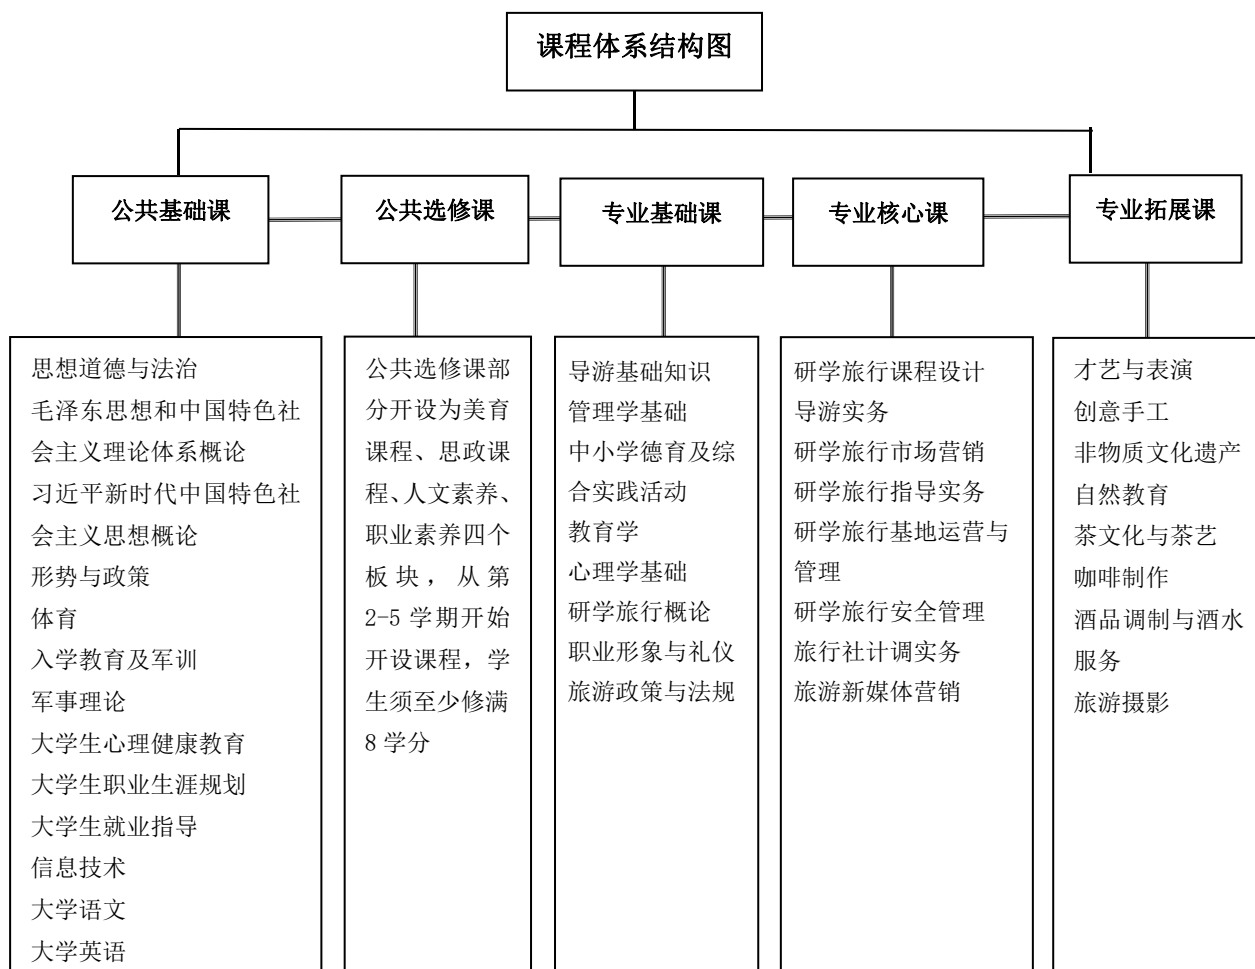 课程体系结构图
公共基础课
公共选修课
专业基础课
专业核心课
专业拓展课
思想道德与法治
毛泽东思想和中国特色社
会主义理论体系概论
习近平新时代中国特色社
会主义思想概论
形势与政策
体育
入学教育及军训
军事理论
大学生心理健康教育
大学生职业生涯规划
大学生就业指导
信息技术
大学语文
大学英语
公共选修课部
分开设为美育
课程、思政课
程、人文素养、
职业素养四个
板块，从第
2-5 学期开始
开设课程，学
生须至少修满
8 学分
导游基础知识
管理学基础
中小学德育及综
合实践活动
教育学
心理学基础
研学旅行概论
职业形象与礼仪
旅游政策与法规
研学旅行课程设计
导游实务
研学旅行市场营销
研学旅行指导实务
研学旅行基地运营与
管理
研学旅行安全管理
旅行社计调实务
旅游新媒体营销
才艺与表演
创意手工
非物质文化遗产
自然教育
茶文化与茶艺
咖啡制作
酒品调制与酒水
服务
旅游摄影